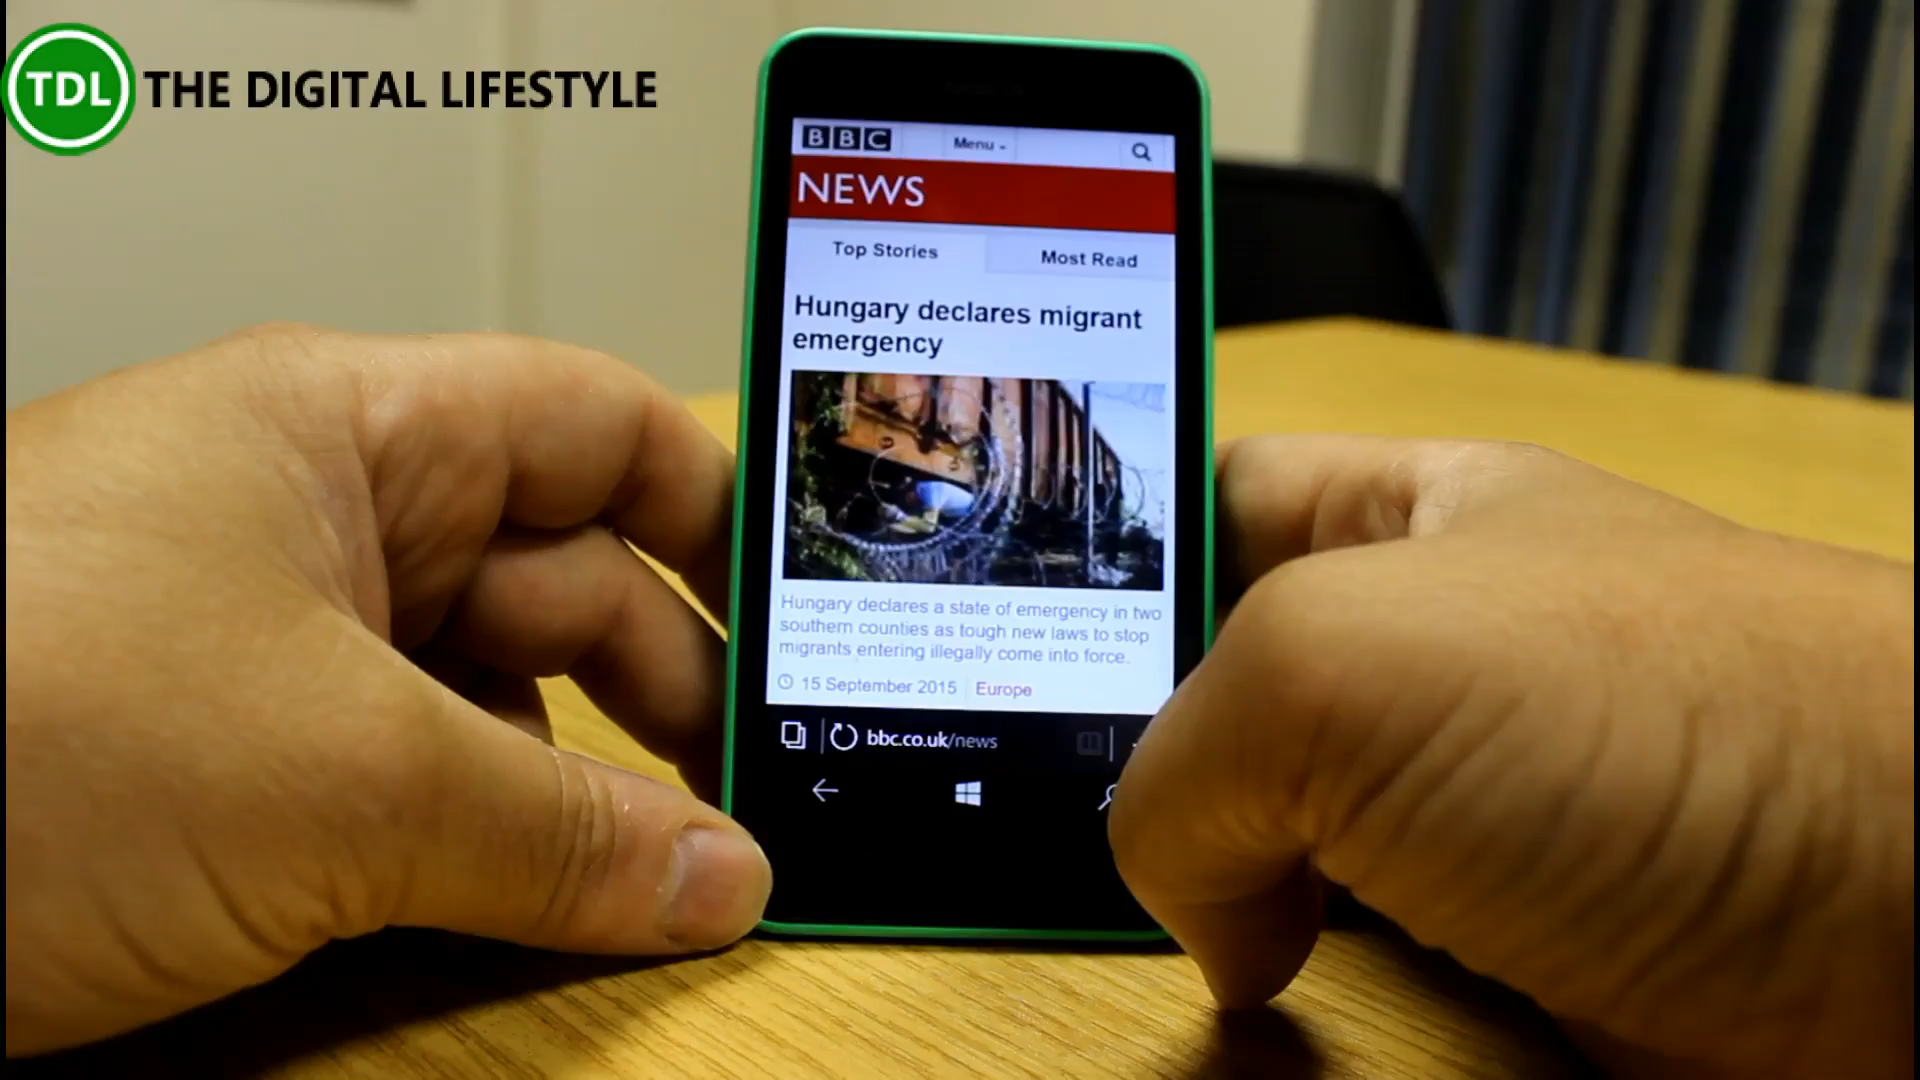 TDL THE DIGITAL LIFESTYLE
BBC Menu
NEWS
Top Stories Most Read
Hungary declares migrant
emergency
Hungary declares a state of emergency in two
southern counties as tough new laws to stop
migrants entering illegally come into force.
15 September 2015 Europe
bbc.co.uk/news